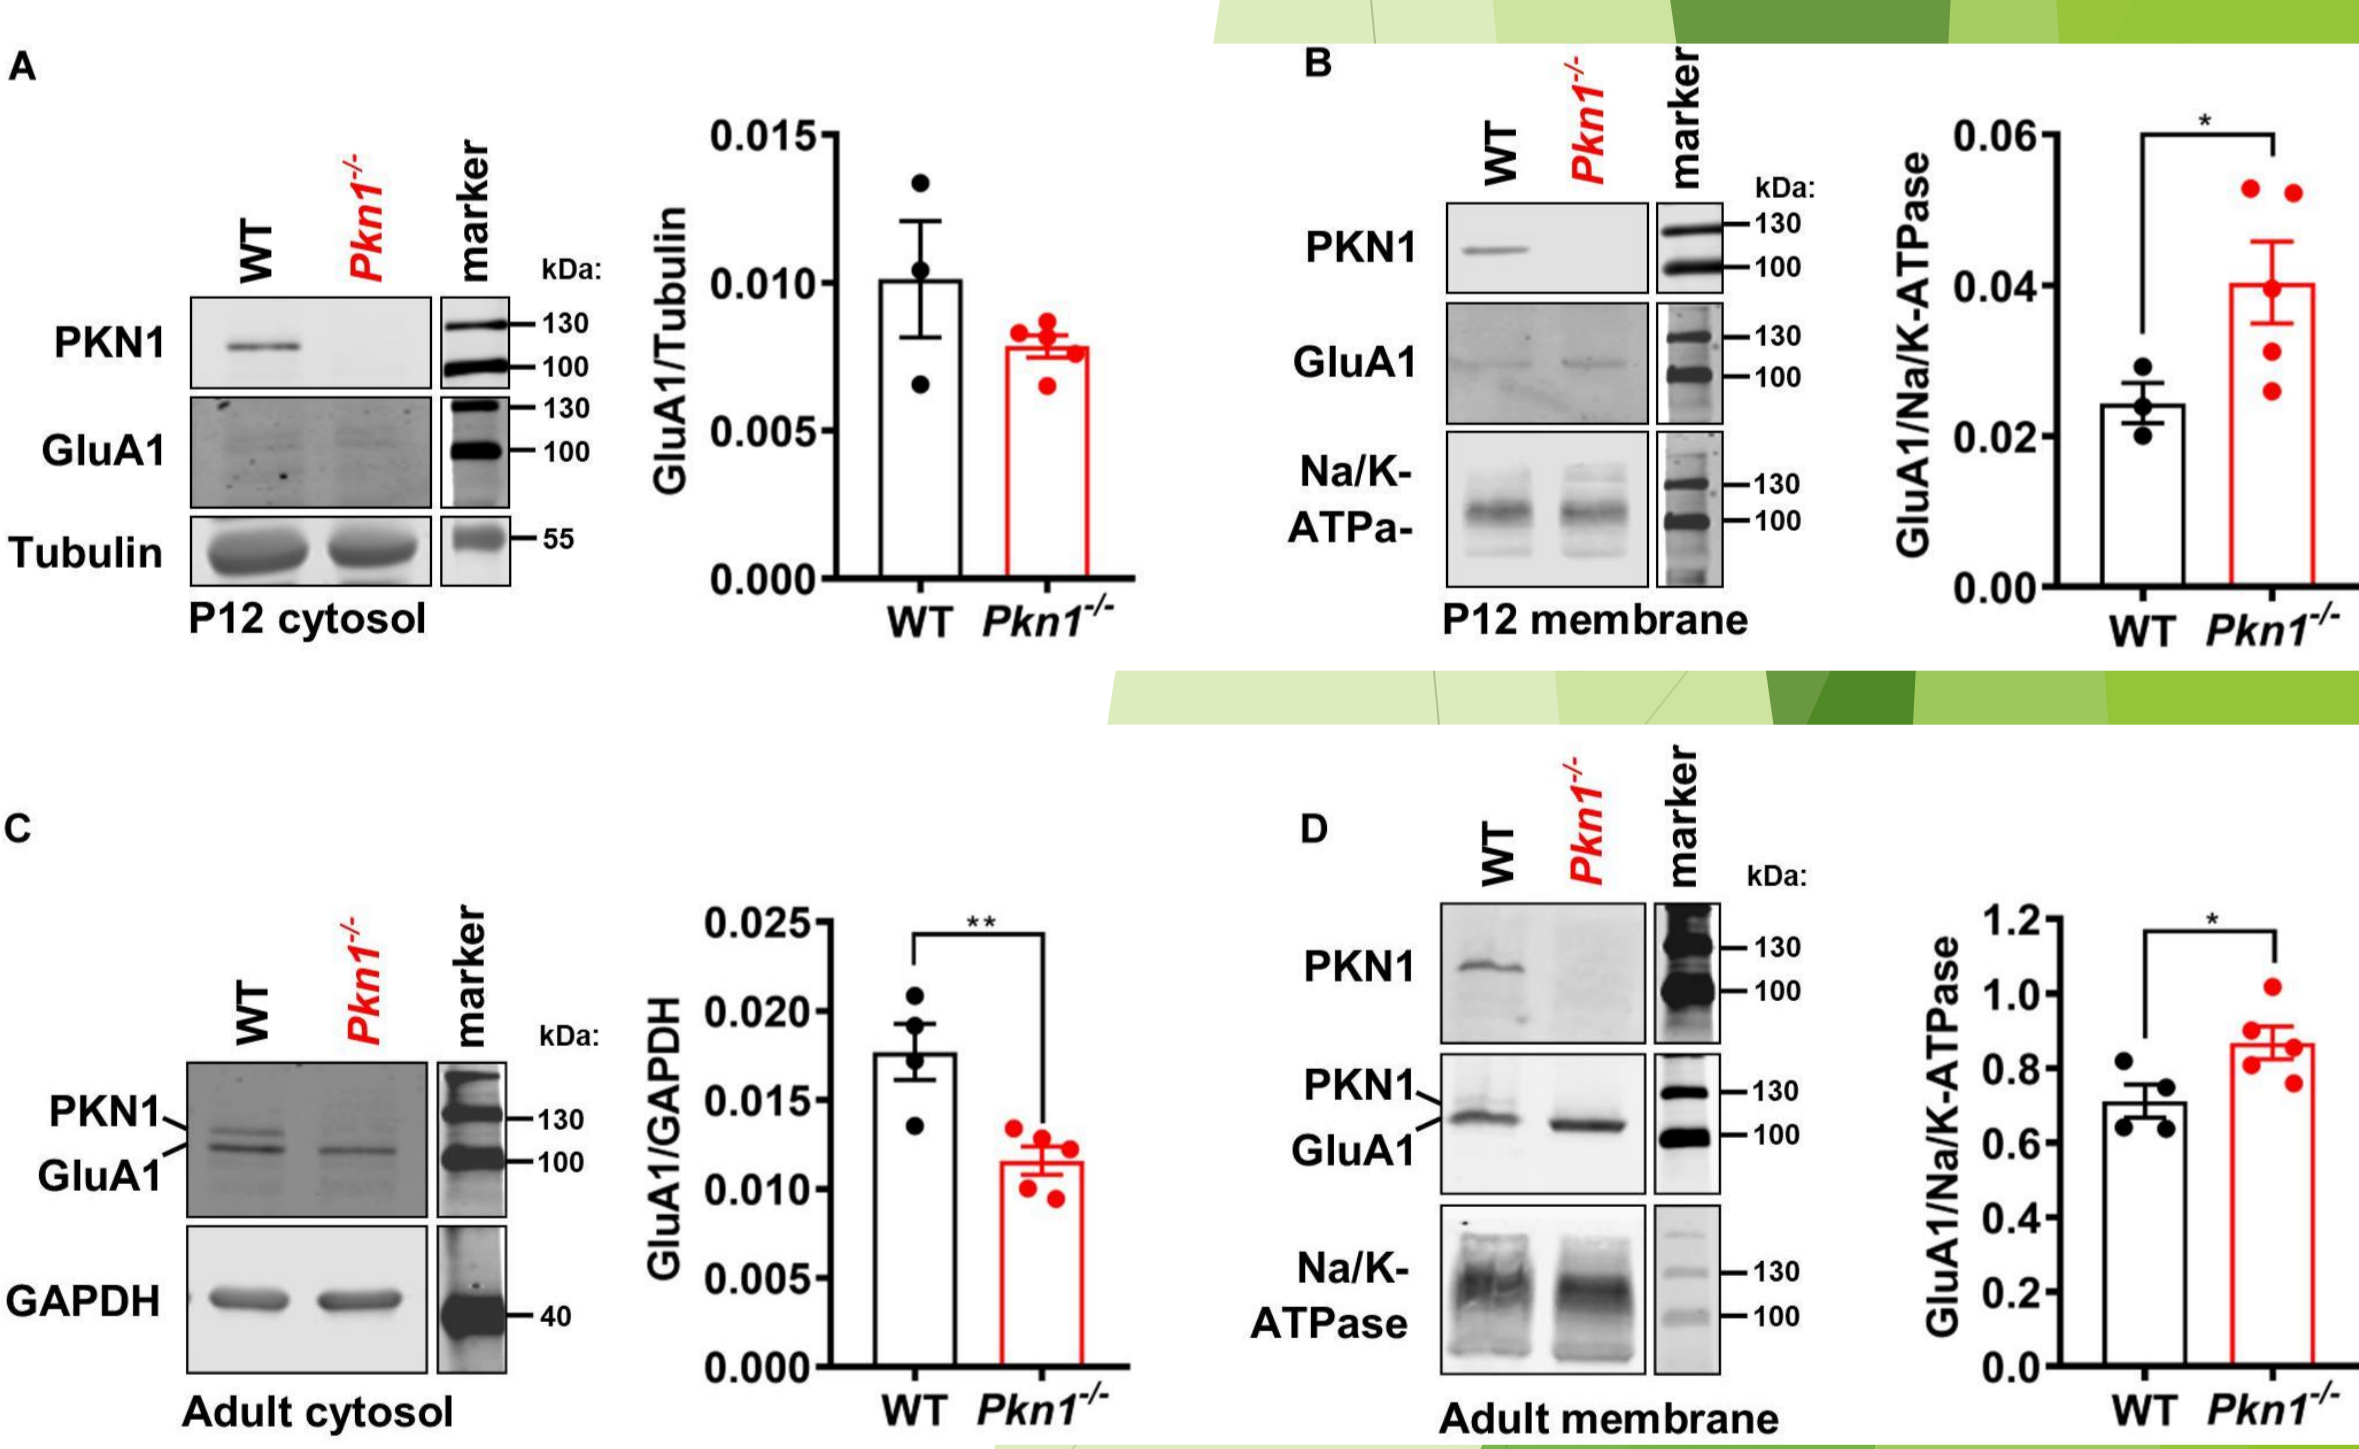 A
WT
Pkn1-/-
marker
kDa:
PKN1
130
100
GluA1
130
100
Tubulin
55
P12 cytosol
GluA1/Tubulin
0.015
0.010
0.005
0.000
WT Pkn1-/-
B
WT
Pkn1-/-
marker
kDa:
PKN1
130
100
GluA1
130
100
Na/K-
ATPa-
130
100
P12 membrane
GluA1/Na/K-ATPase
*
0.06
0.04
0.02
0.00
WT Pkn1-/-
C
WT
Pkn1-/-
marker
kDa:
PKN1
GluA1
130
100
GAPDH
40
Adult cytosol
GluA1/GAPDH
**
0.025
0.020
0.015
0.010
0.005
0.000
WT Pkn1-/-
D
WT
Pkn1-/-
marker
kDa:
PKN1
130
100
PKN1
GluA1
130
100
Na/K-
ATPase
130
100
Adult membrane
GluA1/Na/K-ATPase
*
1.2
1.0
0.8
0.6
0.4
0.2
0.0
WT Pkn1-/-